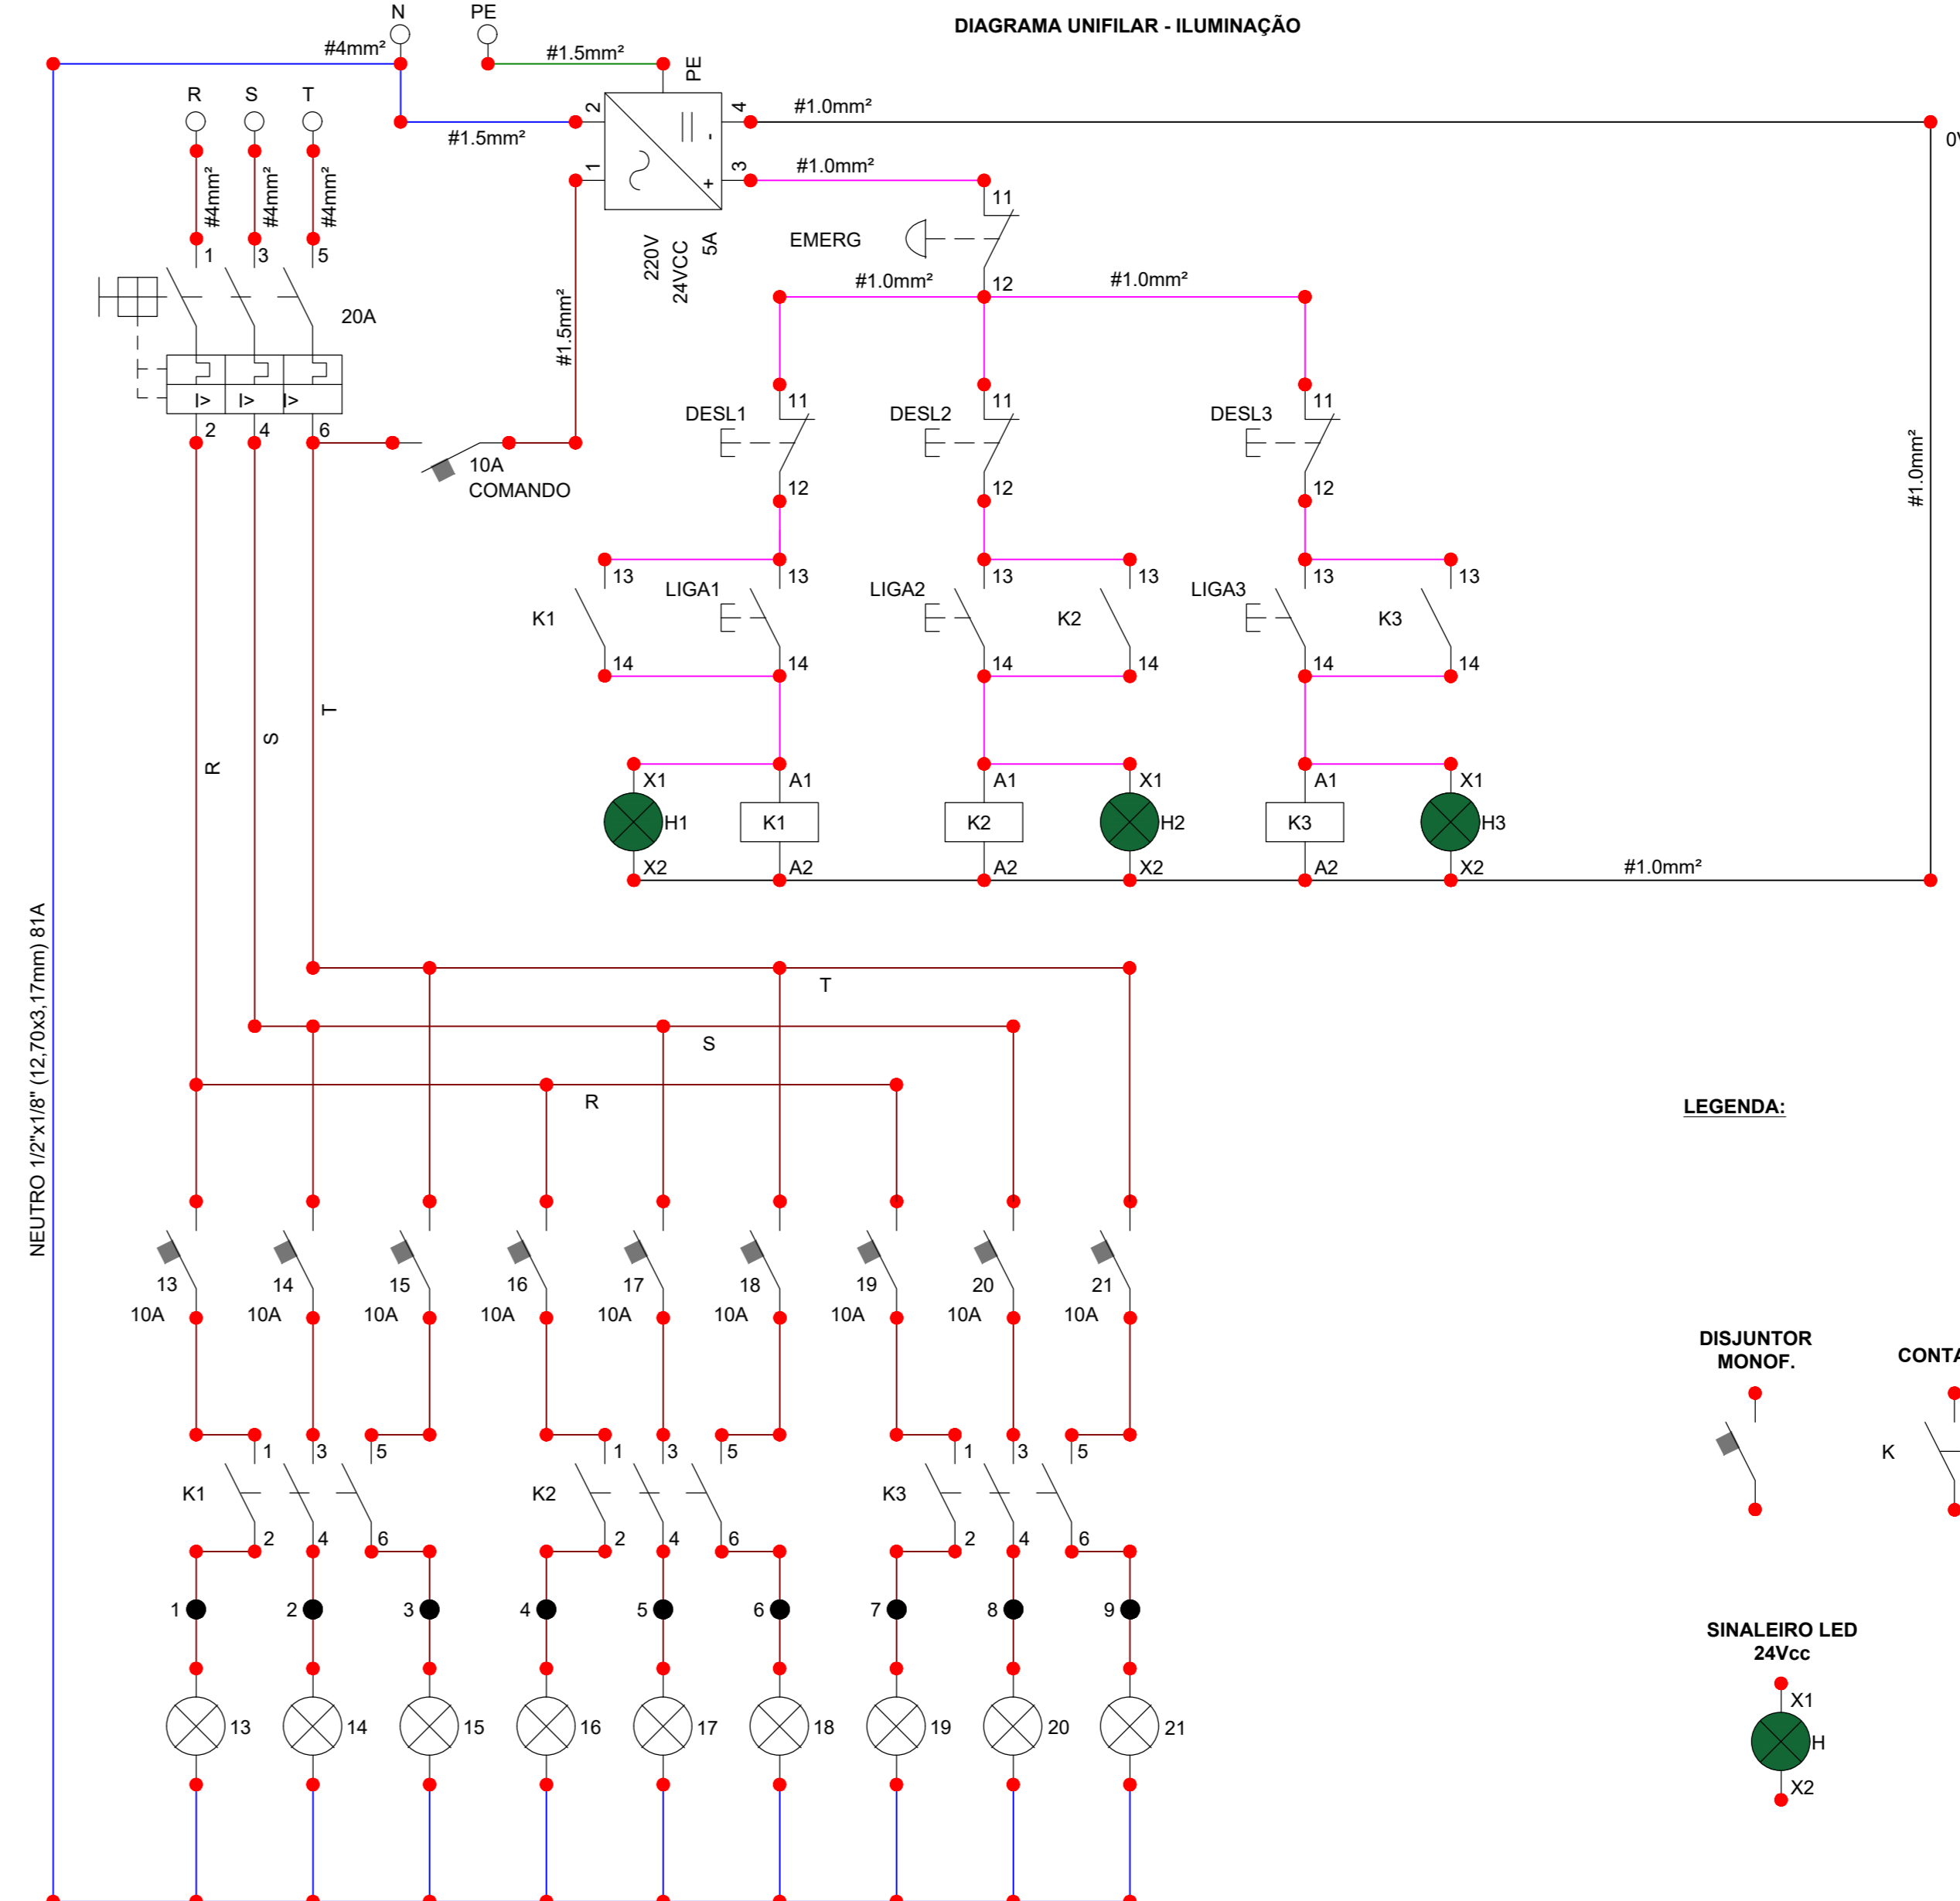 DIAGRAMA UNIFILAR - ILUMINAÇÃO
N
PE
#4mm²
#1.5mm²
PE
R
S
T
#1.5mm²
2
4
#1.0mm²
0V
1
3
#1.0mm²
- 
+
#4mm²
#4mm²
#4mm²
1
3
5
20A
I>
I>
I>
2
4
6
220V
24VCC
5A
#1.5mm²
10A
COMANDO
EMERG
11
12
#1.0mm²
#1.0mm²
DESL1
11
12
DESL2
11
12
DESL3
11
12
#1.0mm²
K1
13
14
LIGA1
13
14
LIGA2
13
14
K2
13
14
LIGA3
13
14
K3
13
14
R
S
T
X1
H1
X2
A1
K1
A2
A1
K2
A2
X1
H2
X2
A1
K3
A2
X1
H3
X2
#1.0mm²
NEUTRO 1/2"x1/8" (12,70x3,17mm) 81A
T
S
R
LEGENDA:
13
14
15
16
17
18
19
20
21
10A
10A
10A
10A
10A
10A
10A
10A
10A
DISJUNTOR
MONOF.
K
1
3
5
1
3
5
1
3
5
K1
K2
K3
2
4
6
2
4
6
2
4
6
1
2
3
4
5
6
7
8
9
SINALEIRO LED
24Vcc
X1
H
X2
13
14
15
16
17
18
19
20
21